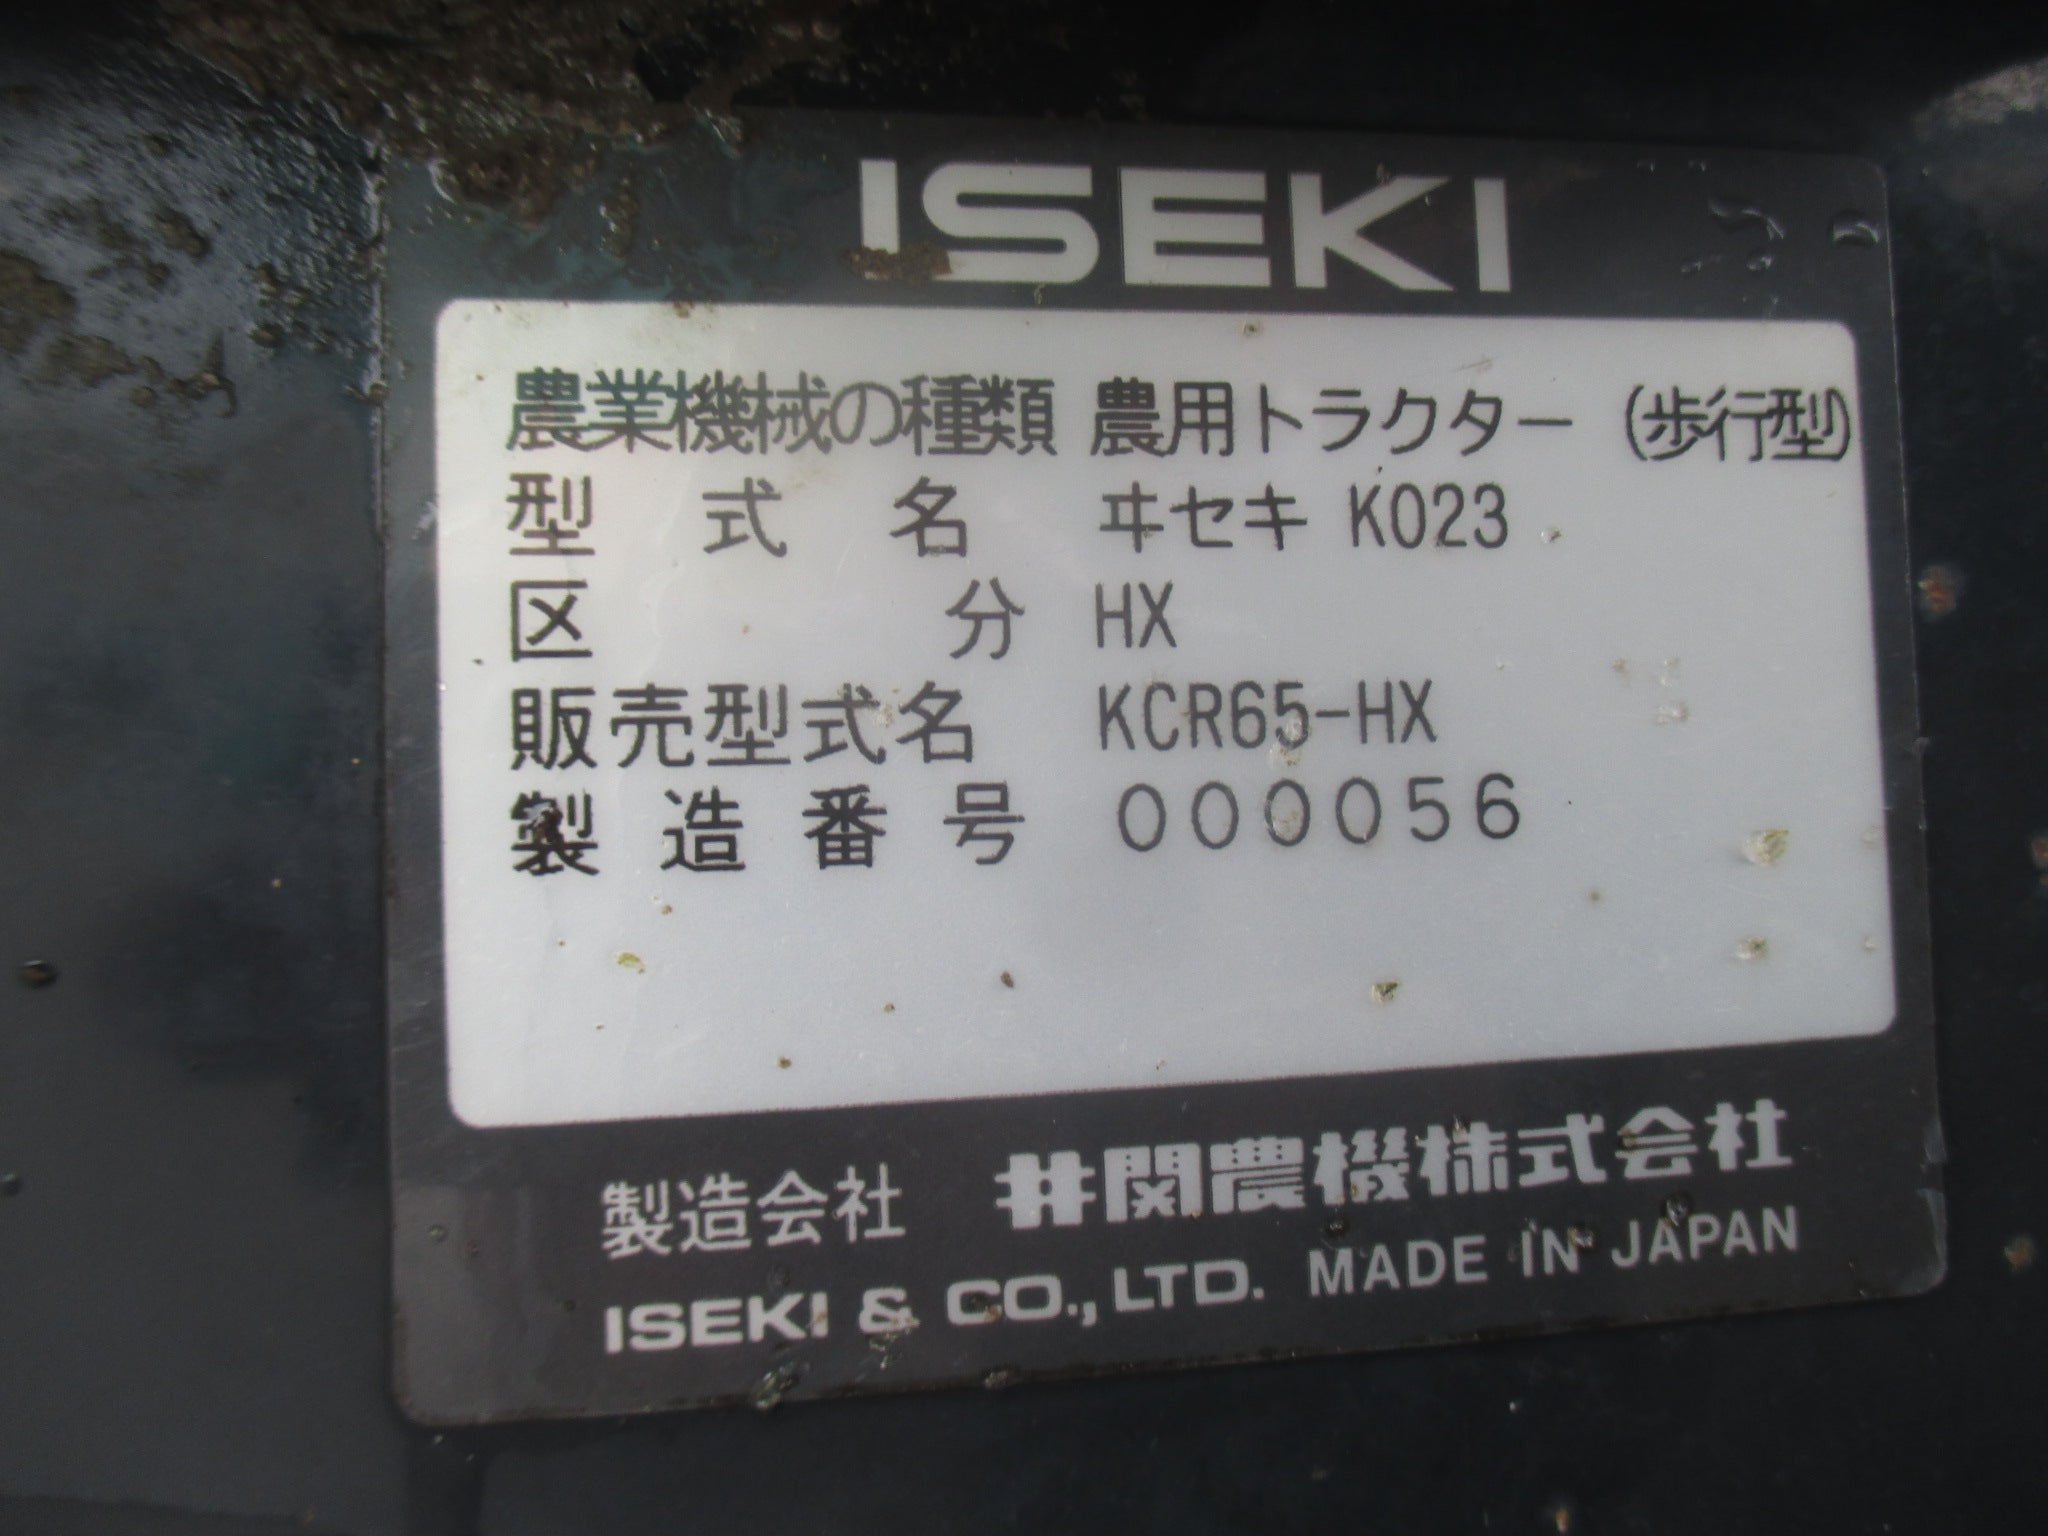 ISEKI
農業機械の種類 農用トラクター (歩行型)
型式名 ヰセキ K023
区分 HX
販売型式名 KCR65-HX
製造番号 000056
製造会社 井関農機株式会社
ISEKI & CO., LTD. MADE IN JAPAN